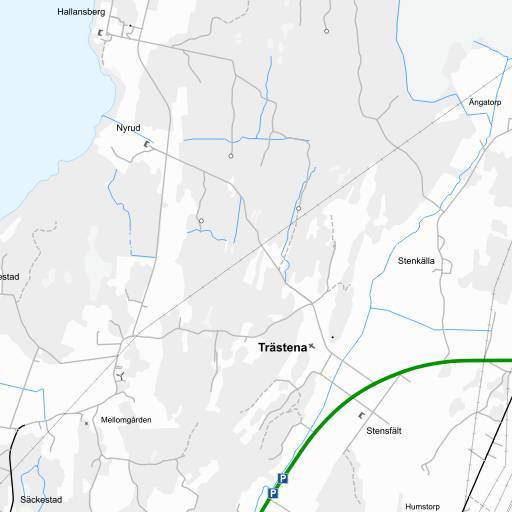 Hallansberg
Ängatorp
Nyrud
Stenkälla
estad
Trästena
Mellomgården
Stensfält
P
P
Säckestad
Humstorp